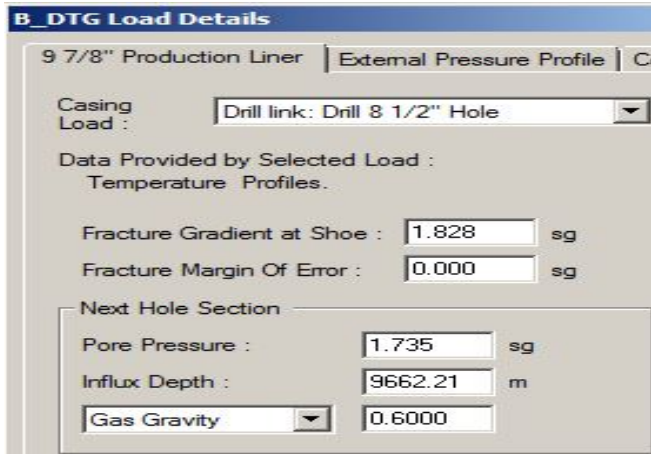 B_DTG Load Details
9 7/8" Production Liner External Pressure Profile
Casing Load : Drill link: Drill 8 1/2" Hole
Data Provided by Selected Load :
Temperature Profiles.
Fracture Gradient at Shoe : 1.828 sg
Fracture Margin Of Error : 0.000 sg
Next Hole Section
Pore Pressure : 1.735 sg
Influx Depth : 9662.21 m
Gas Gravity 0.6000